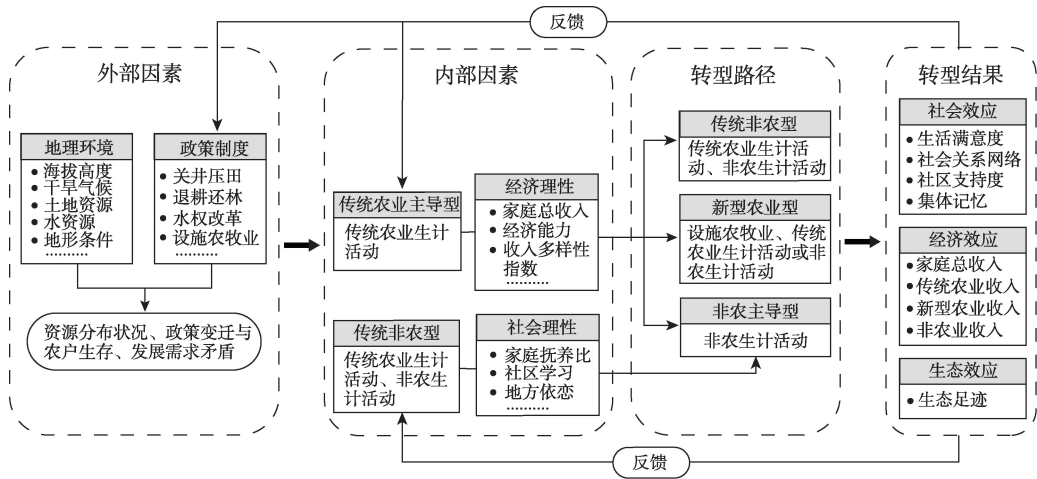 反馈
外部因素
地理环境
• 海拔高度
• 干旱气候
• 土地资源
• 水资源
• 地形条件
…………
政策制度
• 关井压田
• 退耕还林
• 水权改革
• 设施农牧业
…………
资源分布状况、政策变迁与
农户生存、发展需求矛盾
内部因素
传统农业主导型
传统农业生计
活动
经济理性
• 家庭总收入
• 经济能力
• 收入多样性
指数
…………
传统非农型
传统农业生计
活动、非农生
计活动
社会理性
• 家庭抚养比
• 社区学习
• 地方依恋
…………
转型路径
传统非农型
传统农业生计活
动、非农生计活动
新型农业型
设施农牧业、传统
农业生计活动或非
农生计活动
非农主导型
非农生计活动
转型结果
社会效应
• 生活满意度
• 社会关系网络
• 社区支持度
• 集体记忆
经济效应
• 家庭总收入
• 传统农业收入
• 新型农业收入
• 非农业收入
生态效应
• 生态足迹
反馈